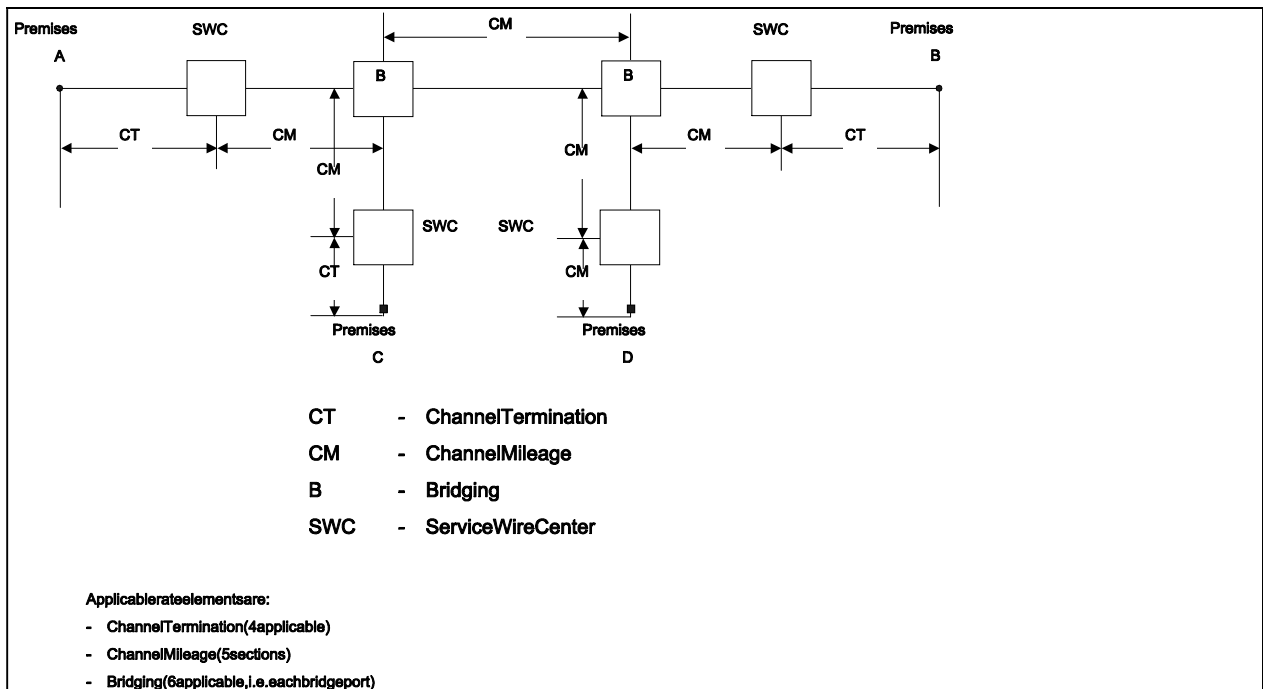 CM
Premises SWC SWC Premises
A B
B B
CT CM CM CT
CM CM
SWC SWC
CT CM
Premises Premises
C D
CT - ChannelTermination
CM - ChannelMileage
B - Bridging
SWC - ServiceWireCenter
Applicablerateelementsare:
- ChannelTermination(4applicable)
- ChannelMileage(5sections)
- Bridging(6applicable,i.e.eachbridgeport)